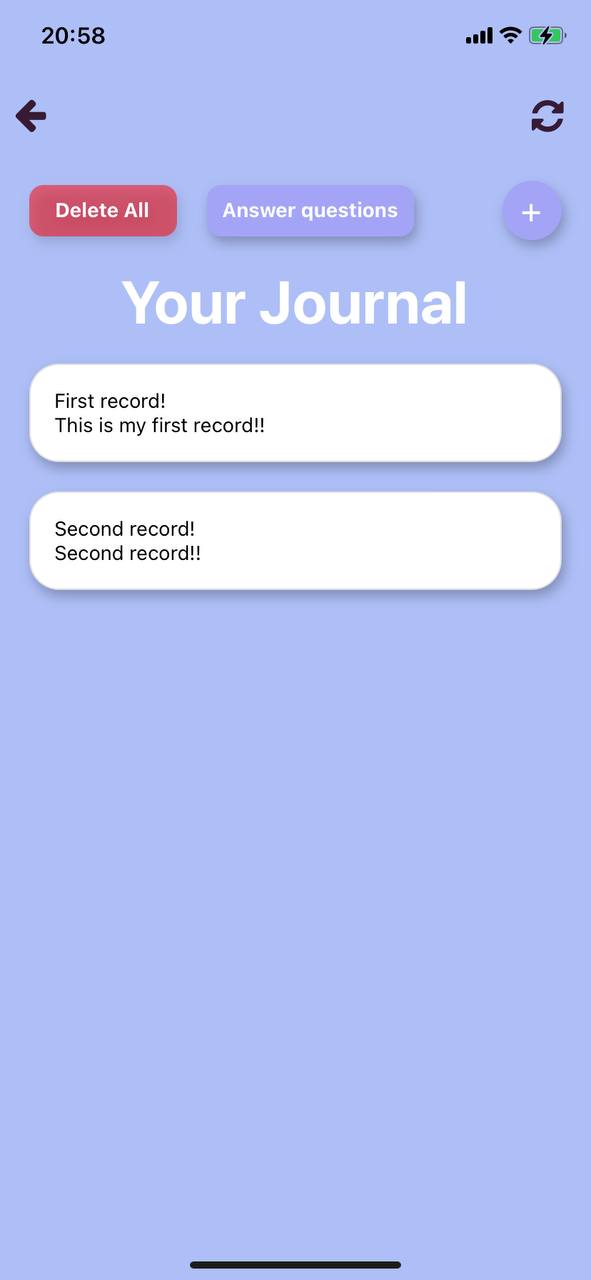 20:58
Delete All
Answer questions
+
Your Journal
First record!
This is my first record!!
Second record!
Second record!!